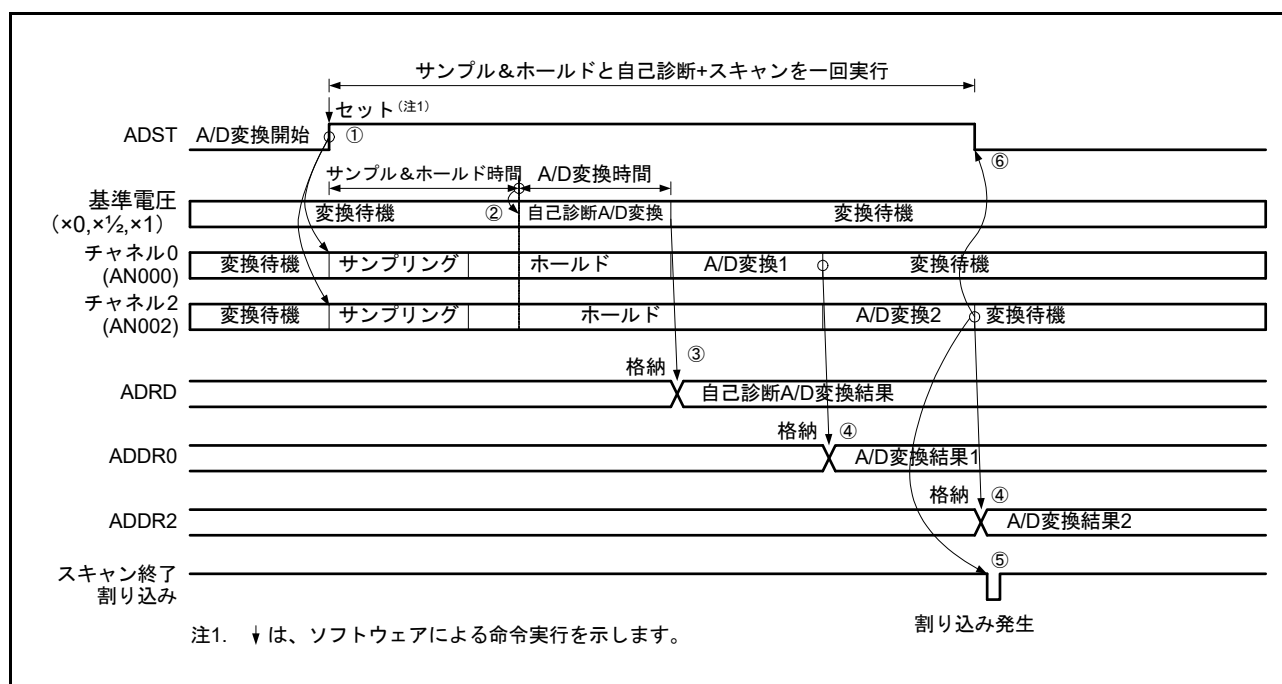 サンプル&ホールドと自己診断+スキャンを一回実行
セット(注1)
ADST A/D変換開始 ①
⑥
サンプル&ホールド時間 A/D変換時間
基準電圧
(×0,×½,×1)
変換待機 ② 自己診断A/D変換 変換待機
チャネル0
(AN000)
変換待機 サンプリング ホールド A/D変換1 変換待機
チャネル2
(AN002)
変換待機 サンプリング ホールド A/D変換2 変換待機
格納 ③
ADRD 自己診断A/D変換結果
格納 ④
ADDR0 A/D変換結果1
格納 ④
ADDR2 A/D変換結果2
スキャン終了
割り込み
⑤
割り込み発生
注1. は、ソフトウェアによる命令実行を示します。